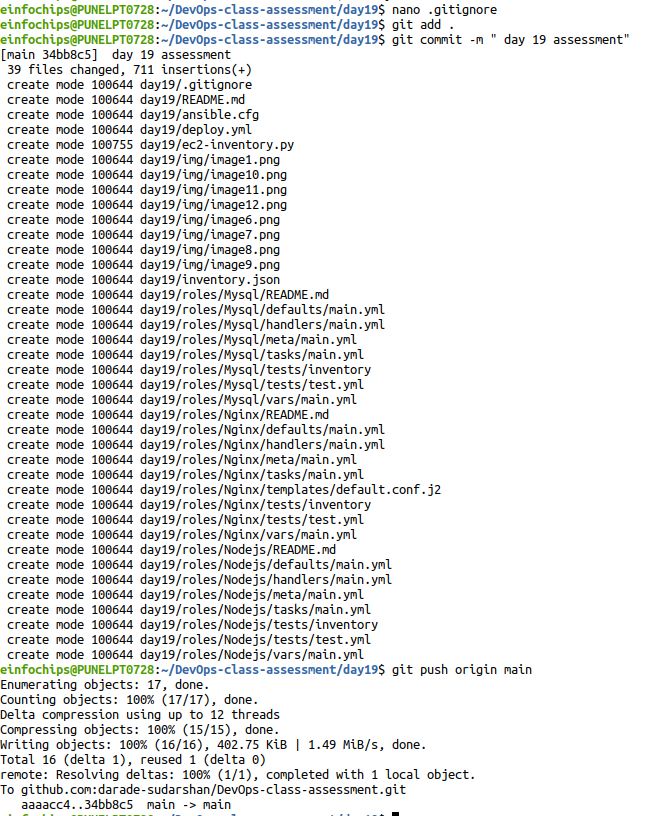 einfochips@PUNELPT0728:~/DevOps-class-assessment/day19$ nano .gitignore
einfochips@PUNELPT0728:~/DevOps-class-assessment/day19$ git add .
einfochips@PUNELPT0728:~/DevOps-class-assessment/day19$ git commit -m " day 19 assessment"
[main 34bb8c5]  day 19 assessment
 39 files changed, 711 insertions(+)
 create mode 100644 day19/.gitignore
 create mode 100644 day19/README.md
 create mode 100644 day19/ansible.cfg
 create mode 100644 day19/deploy.yml
 create mode 100755 day19/ec2-inventory.py
 create mode 100644 day19/img/image1.png
 create mode 100644 day19/img/image10.png
 create mode 100644 day19/img/image11.png
 create mode 100644 day19/img/image12.png
 create mode 100644 day19/img/image6.png
 create mode 100644 day19/img/image7.png
 create mode 100644 day19/img/image8.png
 create mode 100644 day19/img/image9.png
 create mode 100644 day19/inventory.json
 create mode 100644 day19/roles/Mysql/README.md
 create mode 100644 day19/roles/Mysql/defaults/main.yml
 create mode 100644 day19/roles/Mysql/handlers/main.yml
 create mode 100644 day19/roles/Mysql/meta/main.yml
 create mode 100644 day19/roles/Mysql/tasks/main.yml
 create mode 100644 day19/roles/Mysql/tests/inventory
 create mode 100644 day19/roles/Mysql/tests/test.yml
 create mode 100644 day19/roles/Mysql/vars/main.yml
 create mode 100644 day19/roles/Nginx/README.md
 create mode 100644 day19/roles/Nginx/defaults/main.yml
 create mode 100644 day19/roles/Nginx/handlers/main.yml
 create mode 100644 day19/roles/Nginx/meta/main.yml
 create mode 100644 day19/roles/Nginx/tasks/main.yml
 create mode 100644 day19/roles/Nginx/templates/default.conf.j2
 create mode 100644 day19/roles/Nginx/tests/inventory
 create mode 100644 day19/roles/Nginx/tests/test.yml
 create mode 100644 day19/roles/Nginx/vars/main.yml
 create mode 100644 day19/roles/Nodejs/README.md
 create mode 100644 day19/roles/Nodejs/defaults/main.yml
 create mode 100644 day19/roles/Nodejs/handlers/main.yml
 create mode 100644 day19/roles/Nodejs/meta/main.yml
 create mode 100644 day19/roles/Nodejs/tasks/main.yml
 create mode 100644 day19/roles/Nodejs/tests/inventory
 create mode 100644 day19/roles/Nodejs/tests/test.yml
 create mode 100644 day19/roles/Nodejs/vars/main.yml
einfochips@PUNELPT0728:~/DevOps-class-assessment/day19$ git push origin main
Enumerating objects: 17, done.
Counting objects: 100% (17/17), done.
Delta compression using up to 12 threads
Compressing objects: 100% (15/15), done.
Writing objects: 100% (16/16), 402.75 KiB | 1.49 MiB/s, done.
Total 16 (delta 1), reused 1 (delta 0)
remote: Resolving deltas: 100% (1/1), completed with 1 local object.
To github.com:darade-sudarshan/DevOps-class-assessment.git
   aaaacc4..34bb8c5  main -> main
einfochips@PUNELPT0728:~/DevOps-class-assessment/day19$